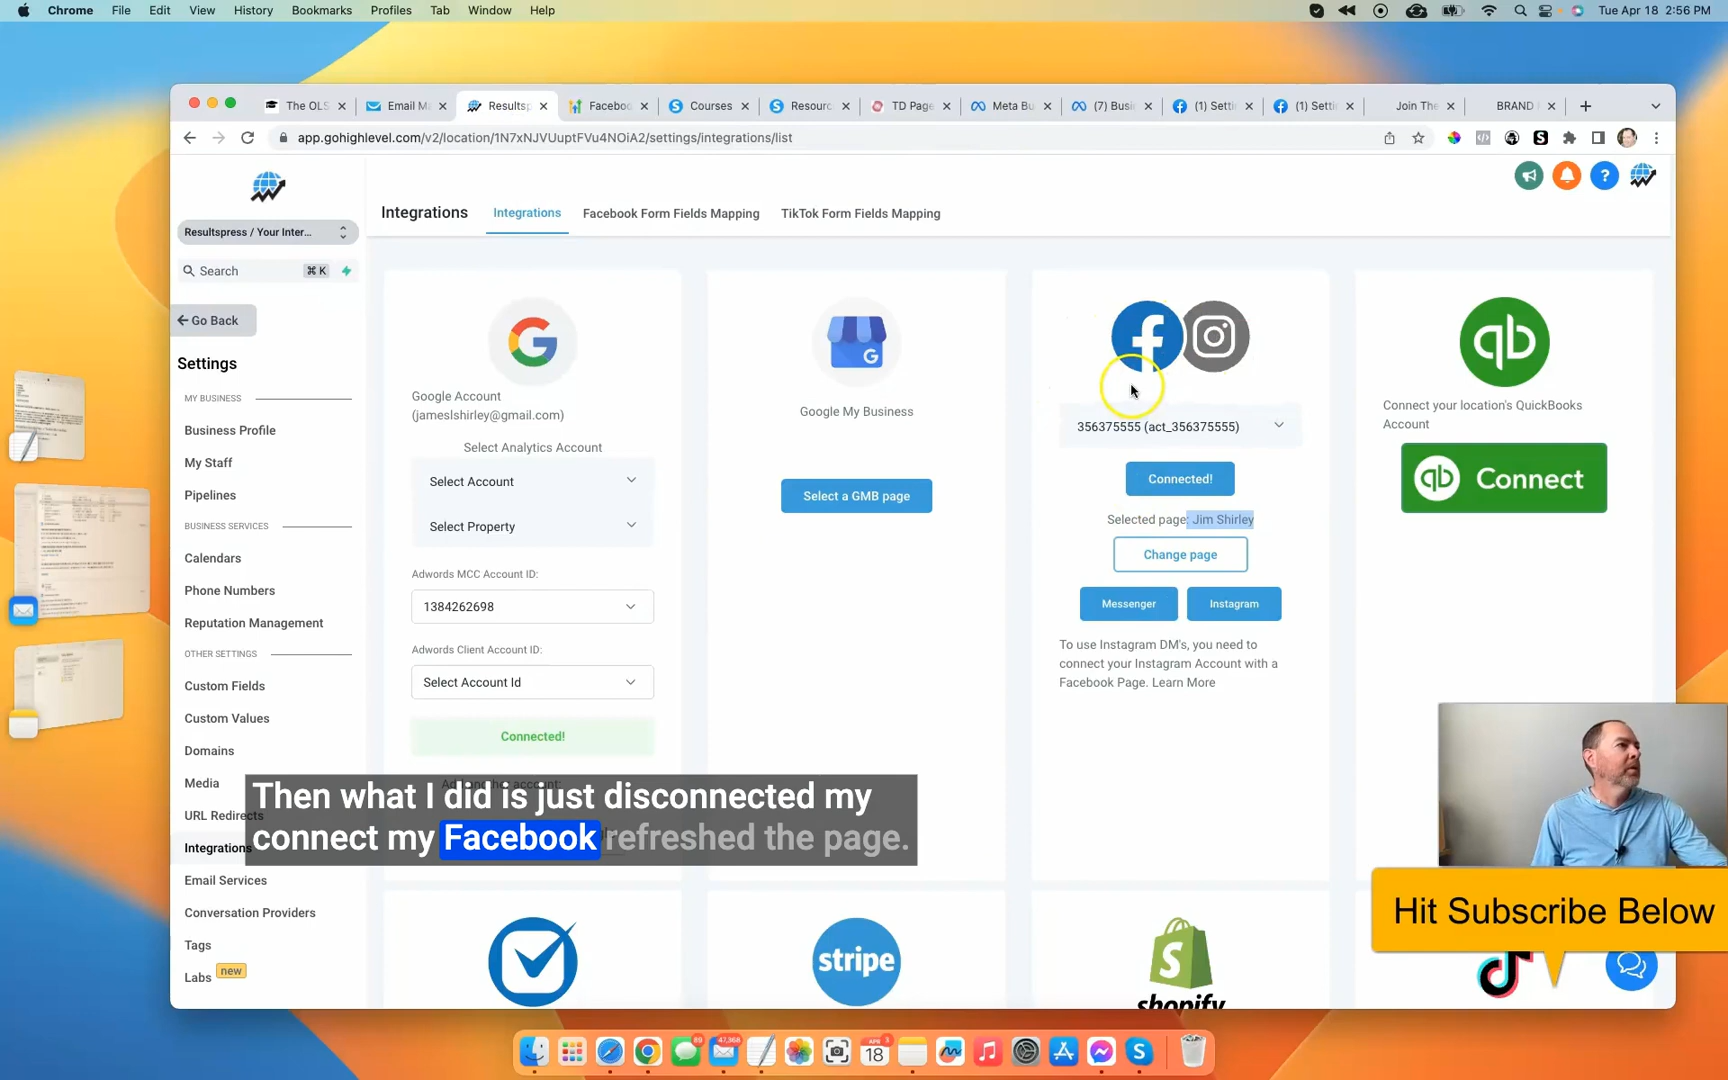 Chrome File Edit View History Bookmarks Profiles Tab Window Help
Tue Apr 18 2:56 PM
The OLS
Email Ma
Resultsp
Faceboo
Courses
Resourc
TD Page
Meta Bu
(7) Busi
(1) Setti
(1) Setti
Join The
BRAND
app.gohighlevel.com/v2/location/1N7xNJVUuptFVu4NOiA2/settings/integrations/list
Resultspress / Your Inter...
Search ⌘ K
Go Back
Settings
MY BUSINESS
Business Profile
My Staff
Pipelines
BUSINESS SERVICES
Calendars
Phone Numbers
Reputation Management
OTHER SETTINGS
Custom Fields
Custom Values
Domains
Media
URL Redirects
Integrations
Email Services
Conversation Providers
Tags
Labs new
Integrations
Integrations
Facebook Form Fields Mapping
TikTok Form Fields Mapping
Google Account
(jameslshirley@gmail.com)
Select Analytics Account
Select Account
Select Property
Adwords MCC Account ID:
1384262698
Adwords Client Account ID:
Select Account Id
Connected!
Google My Business
Select a GMB page
356375555 (act_356375555)
Connected!
Selected page: Jim Shirley
Change page
Messenger
Instagram
To use Instagram DM's, you need to
connect your Instagram Account with a
Facebook Page. Learn More
Connect your location's QuickBooks
Account
qb Connect
stripe
shopify
Then what I did is just disconnected my
connect my Facebook refreshed the page.
Hit Subscribe Below
89
47,368
APR
18
3